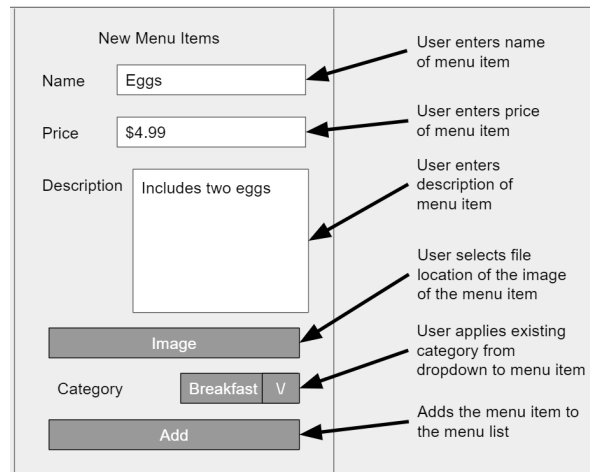 New Menu Items
Name
Eggs
User enters name
of menu item
Price
$4.99
User enters price
of menu item
Description
Includes two eggs
User enters
description of
menu item
User selects file
location of the image
of the menu item
Image
User applies existing
category from
dropdown to menu item
Category
Breakfast
V
Adds the menu item to
the menu list
Add